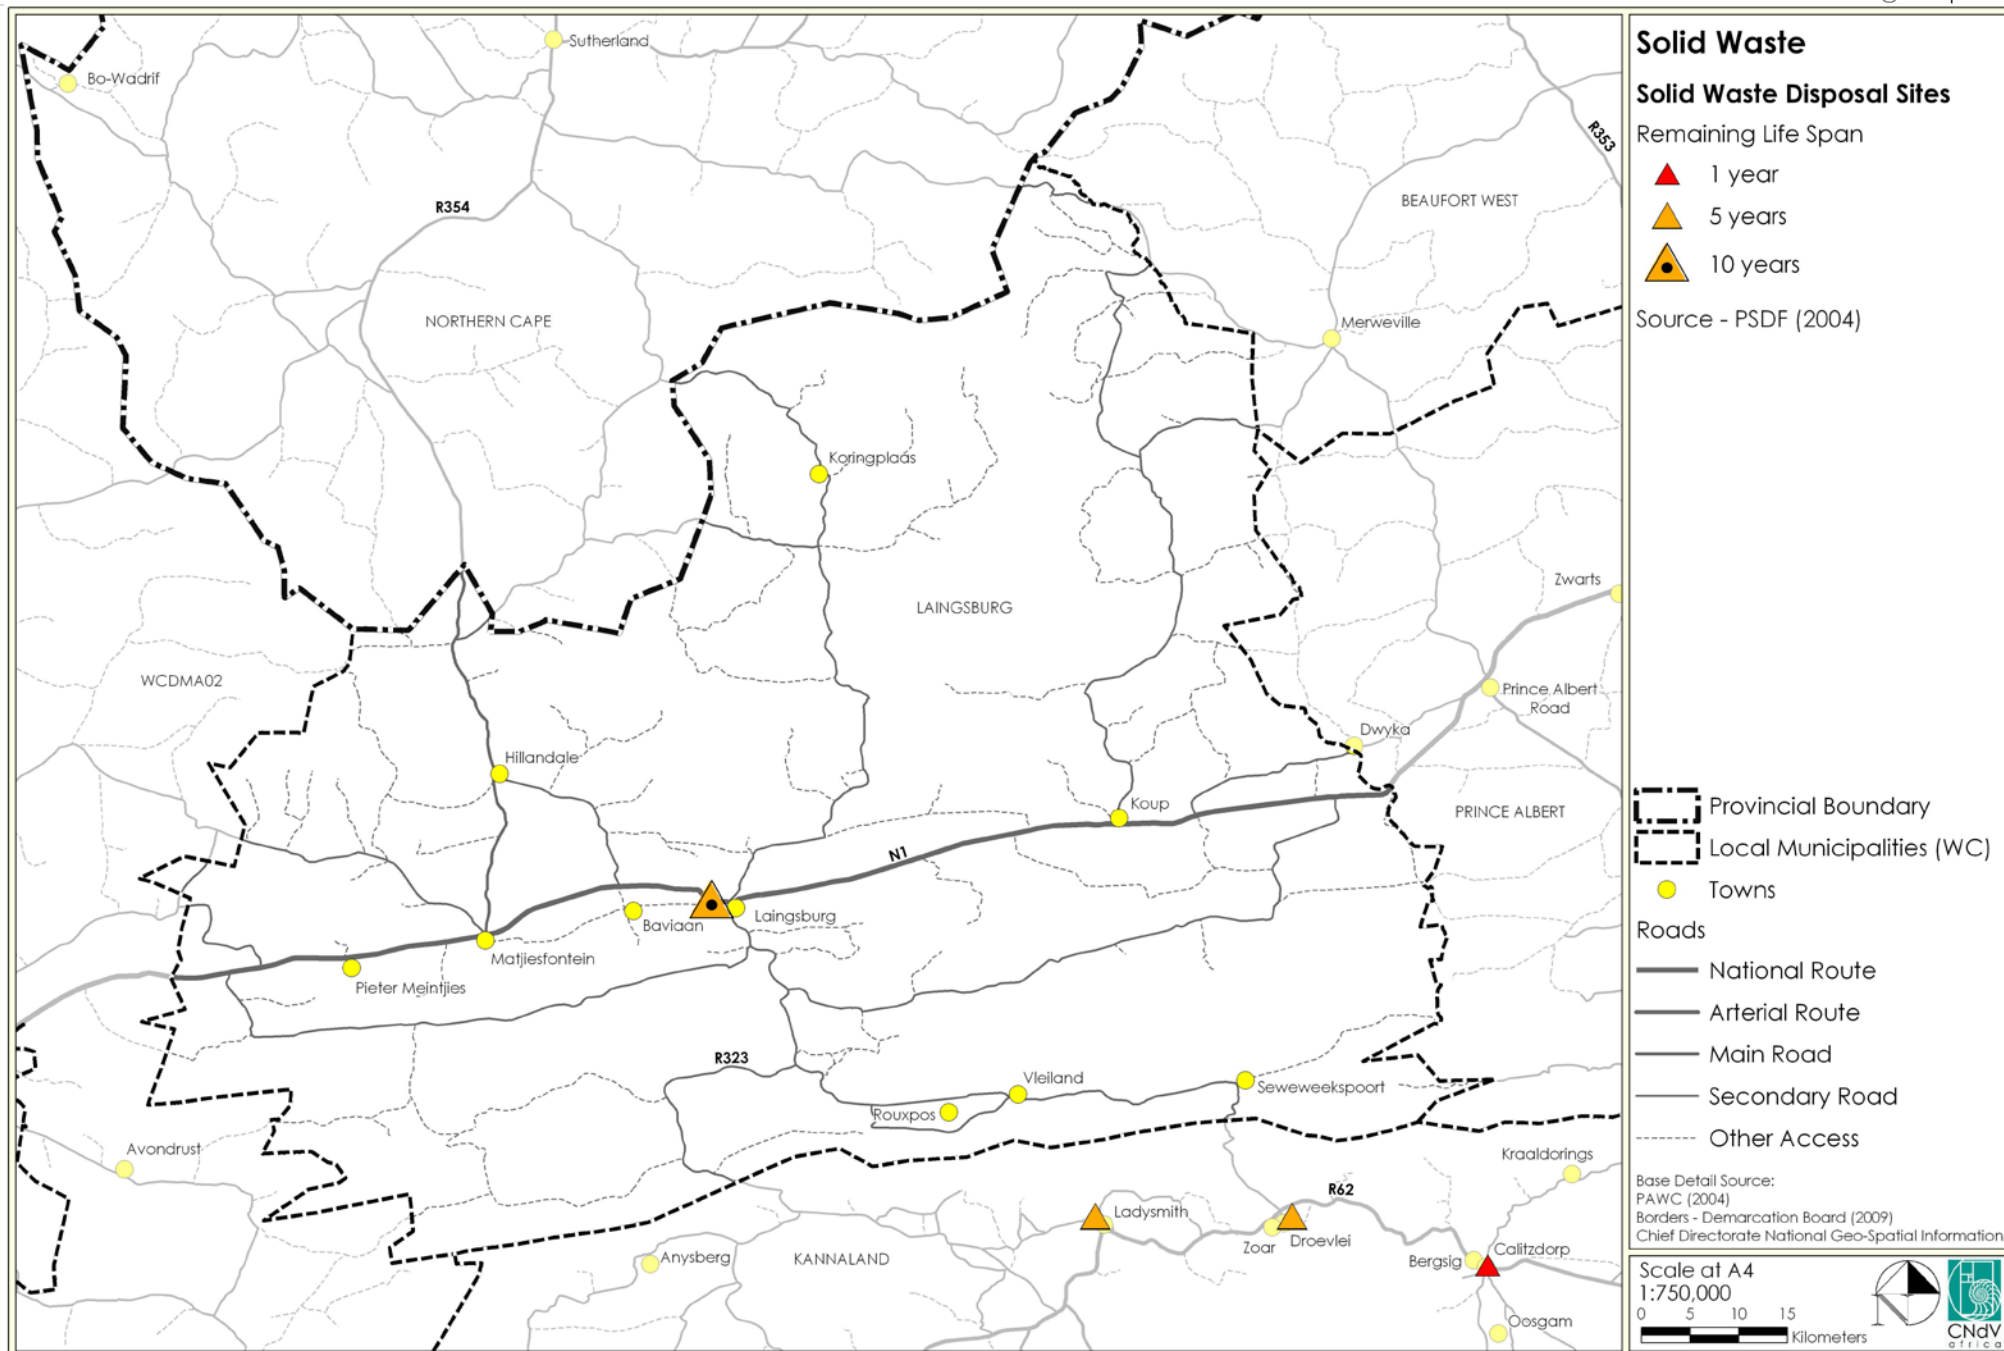 Sutherland
Bo-Wadrif
R353
BEAUFORT WEST
R354
NORTHERN CAPE
Merweville
Koringplaas
Zwarts
LAINGSBURG
WCDMA02
Prince Albert
Road
Dwyka
Hillandale
Koup
PRINCE ALBERT
N1
Laingsburg
Baviaan
Matjiesfontein
Pieter Meintjies
R323
Vleiland
Seweweekspoort
Rouxpos
Avondrust
Kraaldorings
R62
Ladysmith
Zoar
Droevlei
Anysberg
KANNALAND
Bergsig
Calitzdorp
Oosgam
Solid Waste
Solid Waste Disposal Sites
Remaining Life Span
1 year
5 years
10 years
Source - PSDF (2004)
Provincial Boundary
Local Municipalities (WC)
Towns
Roads
National Route
Arterial Route
Main Road
Secondary Road
Other Access
Base Detail Source:
PAWC (2004)
Borders - Demarcation Board (2009)
Chief Directorate National Geo-Spatial Information
Scale at A4
1:750,000
0 5 10 15
Kilometers
CNdV
africa